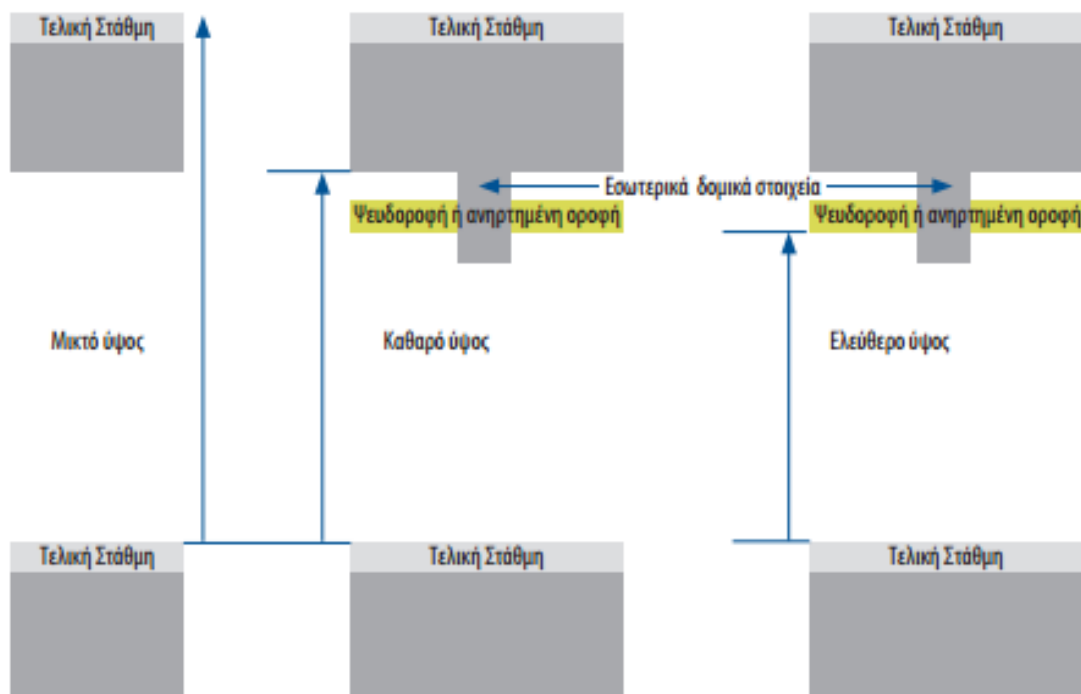 Τελική Στάθμη
Τελική Στάθμη
Τελική Στάθμη
Εσωτερικά δομικά στοιχεία
Ψευδοροφή ή ανηρτημένη οροφή
Ψευδοροφή ή ανηρτημένη οροφή
Μικτό ύψος
Καθαρό ύψος
Ελεύθερο ύψος
Τελική Στάθμη
Τελική Στάθμη
Τελική Στάθμη